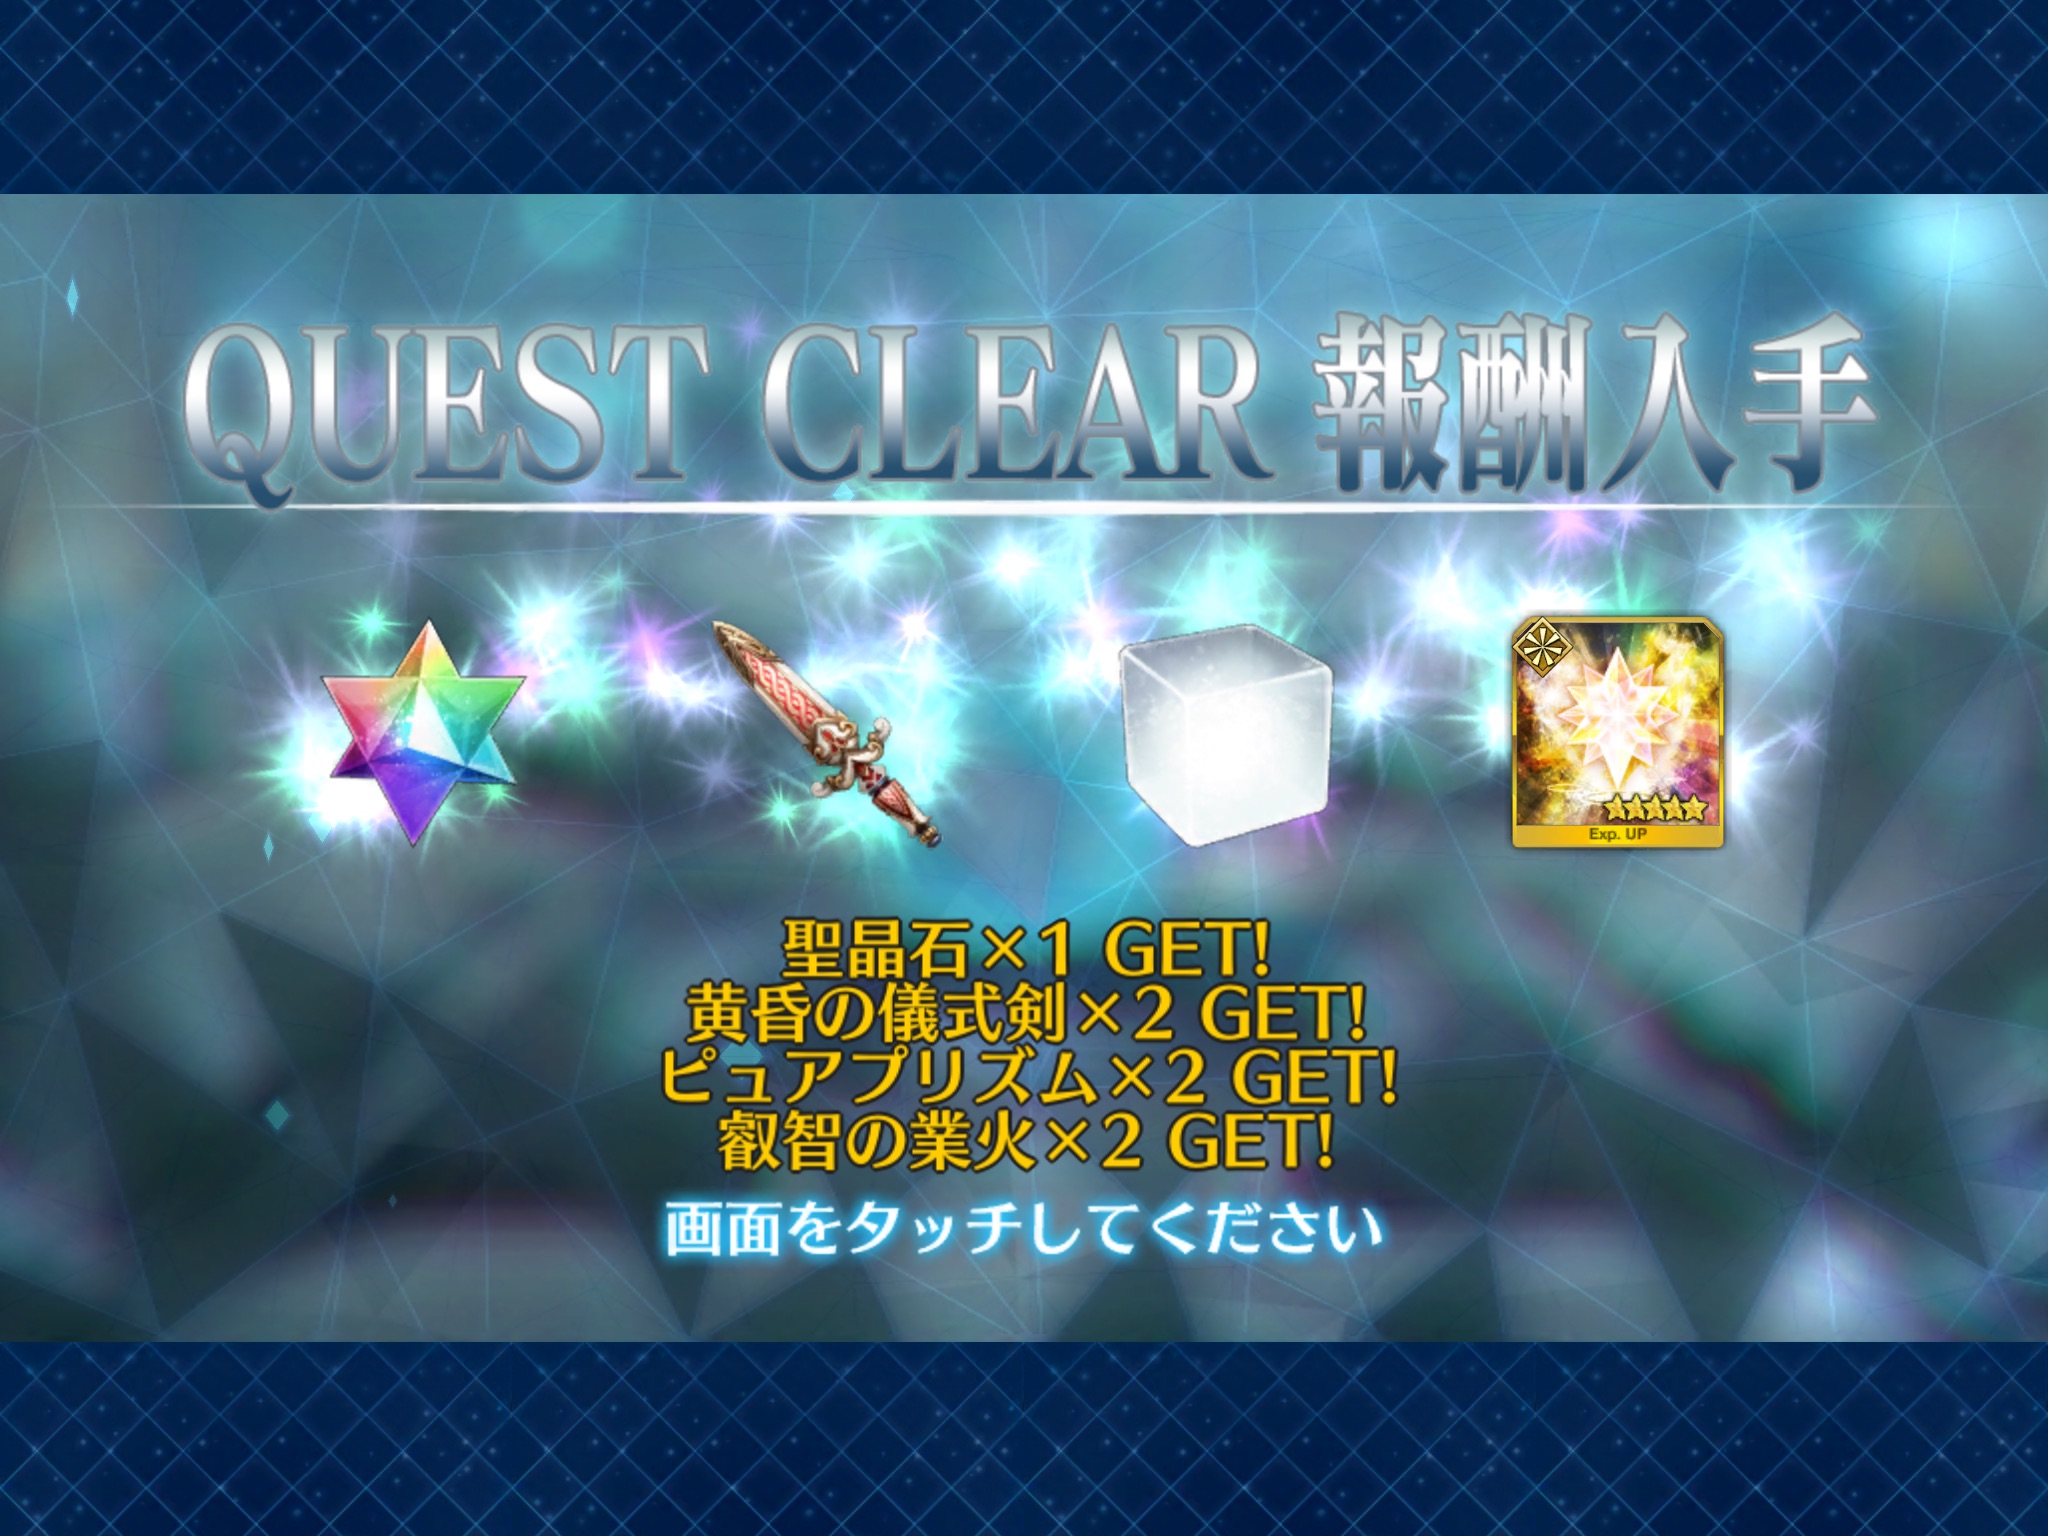 QUEST CLEAR 報酬入手
Exp. UP
聖晶石×1 GET!
黄昏の儀式剣×2 GET!
ピュアプリズム×2 GET!
叡智の業火×2 GET!
画面をタッチしてください